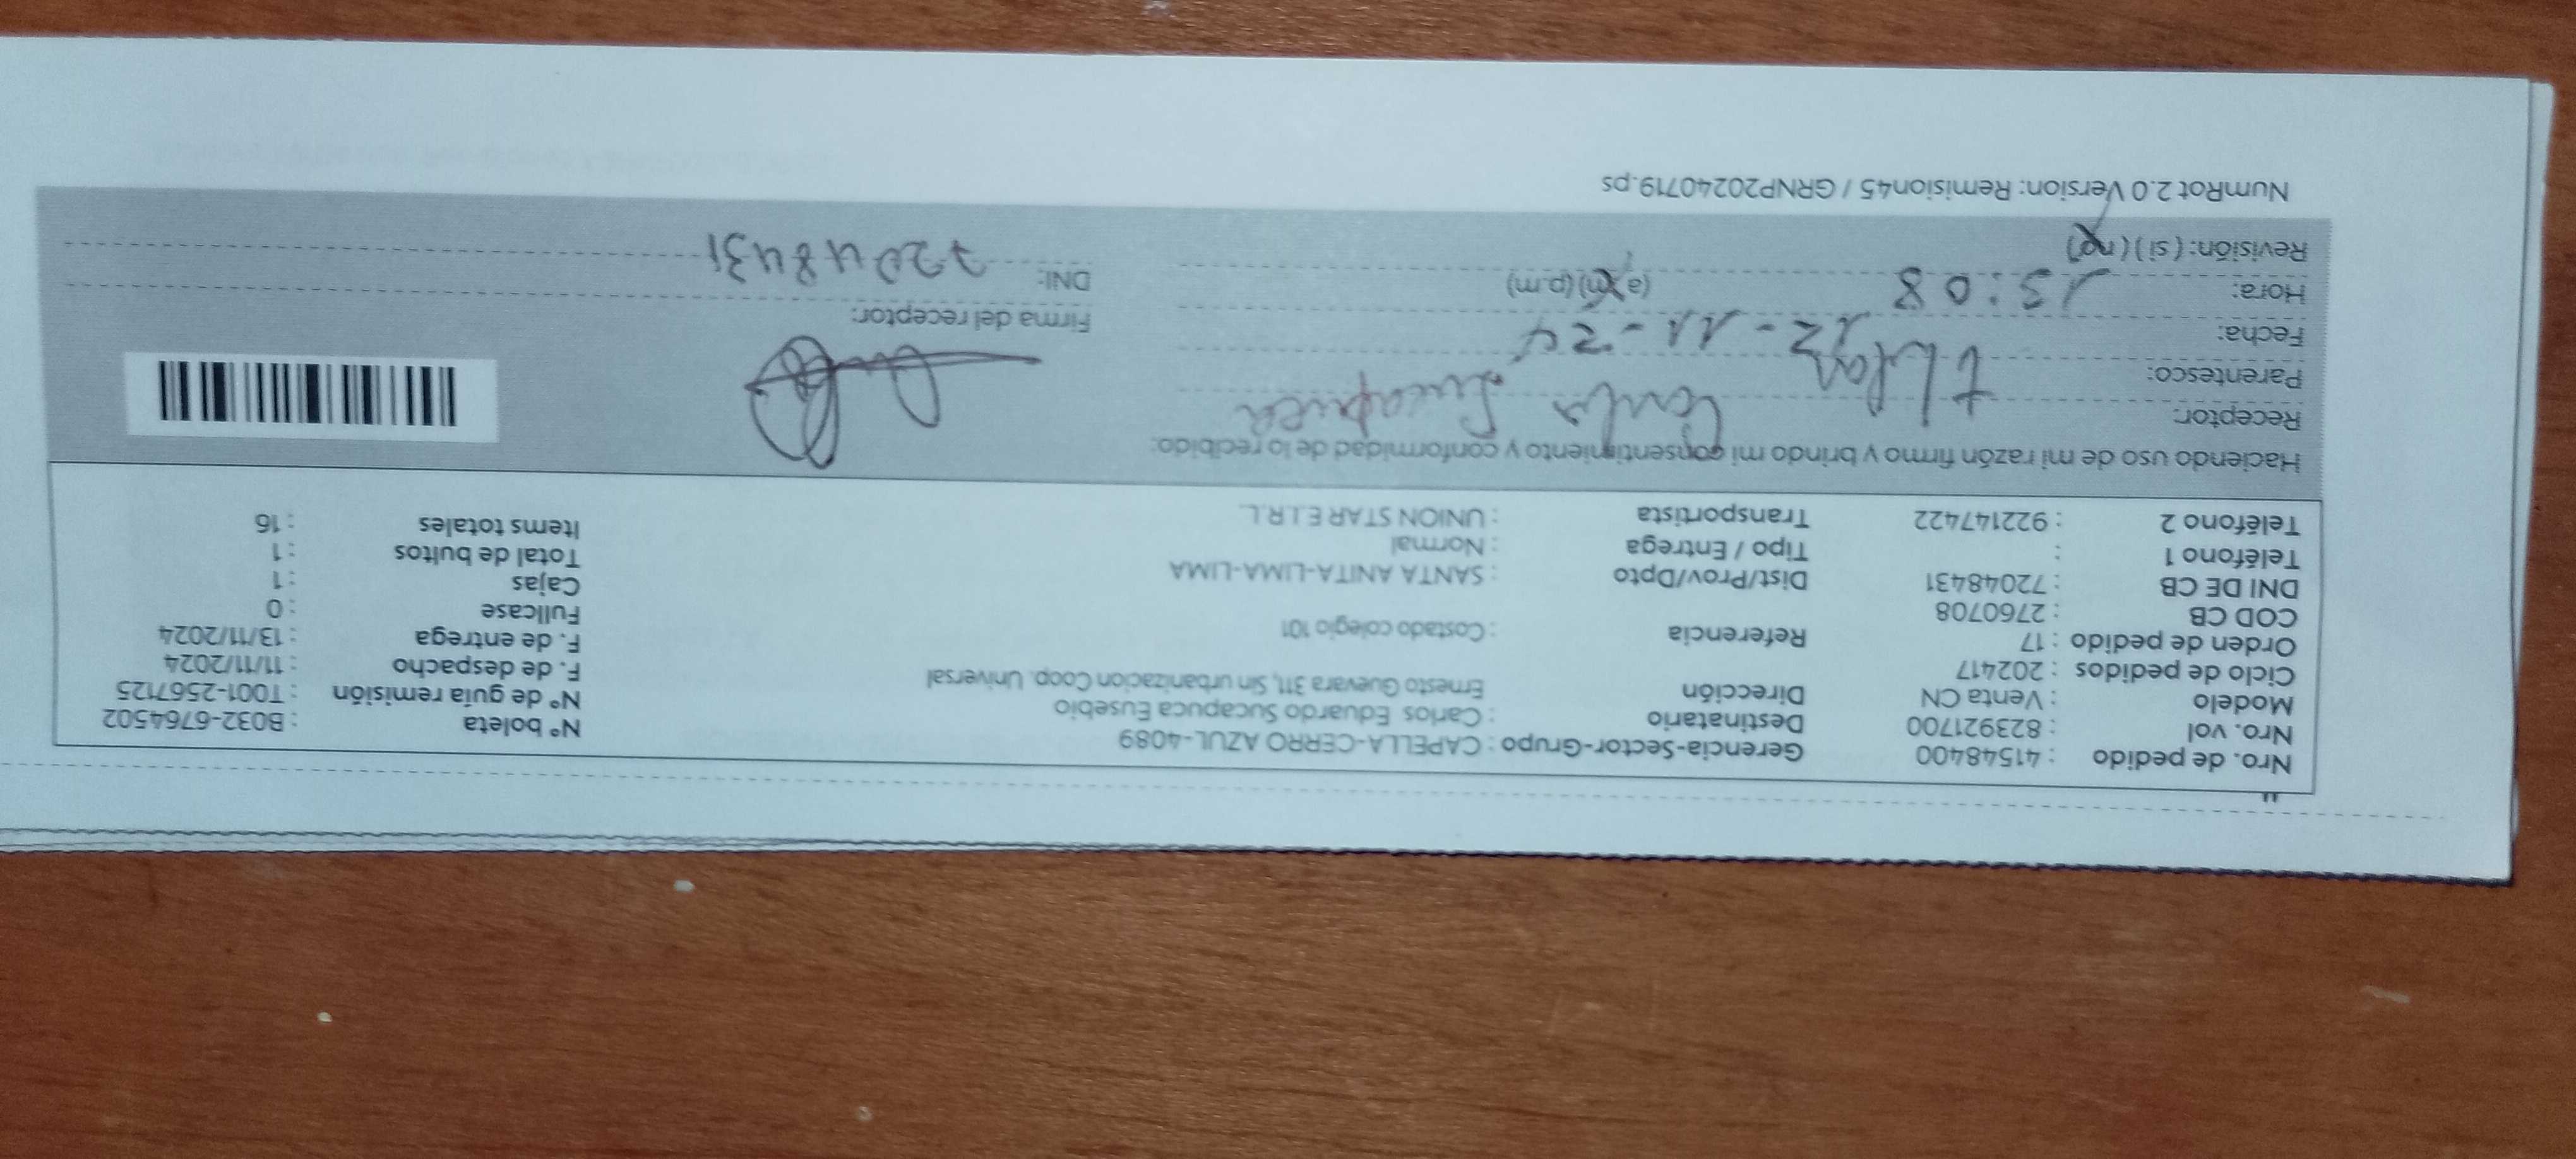 Nro. de pedido : 41548400
Nro. vol : 823921700
Modelo : Venta CN
Ciclo de pedidos : 202417
Orden de pedido : 17
COD CB : 2760708
DNI DE CB : 72048431
Teléfono 1 :
Teléfono 2 : 922147422
Gerencia-Sector-Grupo : CAPELLA-CERRO AZUL-4089
Destinatario : Carlos Eduardo Sucapuca Eusebio
Dirección Ernesto Guevara 311, Sin urbanizacion Coop. Universal
Referencia : Costado colegio 101
Dist/Prov/Dpto : SANTA ANITA-LIMA-LIMA
Tipo / Entrega : Normal
Transportista : UNION STAR E.I.R.L.
N° boleta : B032-6764502
N° de guía remisión : T001-2567125
F. de despacho : 11/11/2024
F. de entrega : 13/11/2024
Fullcase : 0
Cajas : 1
Total de bultos : 1
Items totales : 16
Haciendo uso de mi razón firmo y brindo mi consentimiento y conformidad de lo recibido:
Receptor: Carlos Sucapuca
Parentesco: titular
Fecha: 12-11-24
Hora: 13:08 (a.m) (p.m)
Revisión: (si) (no)
Firma del receptor:
DNI: 72048431
NumRot 2.0 Version: Remision45 / GRNP20240719.ps